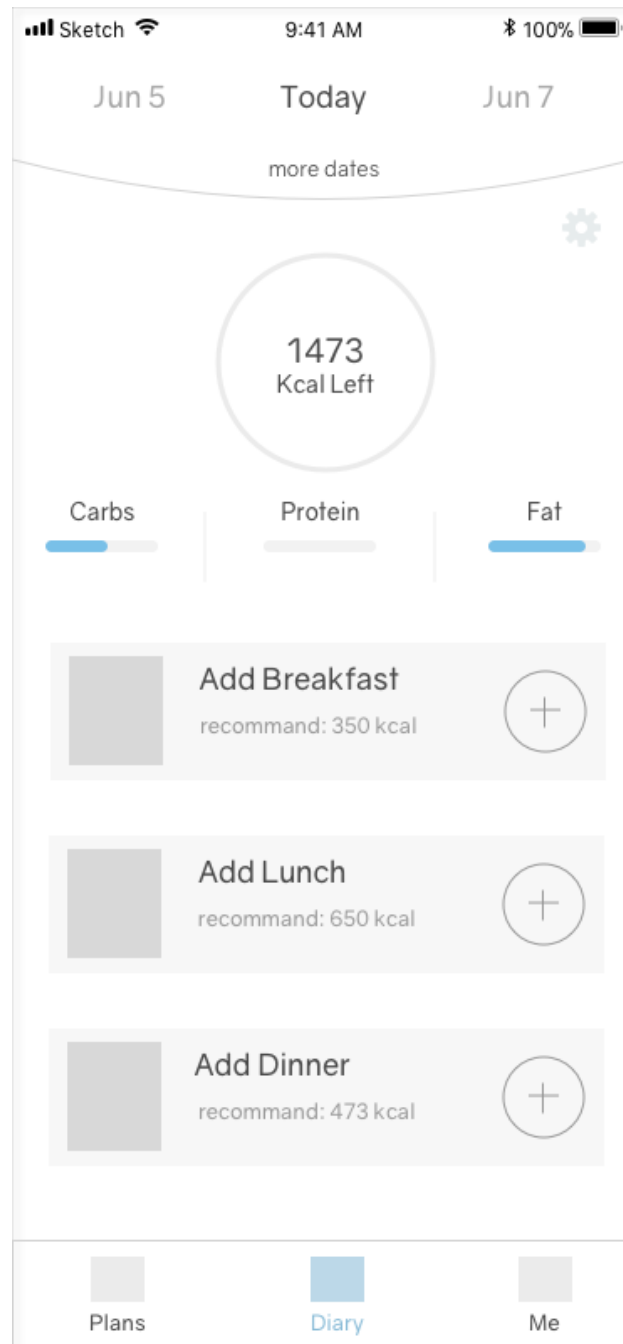 Sketch 9:41 AM 100%
Jun 5 Today Jun 7
more dates
1473
Kcal Left
Carbs Protein Fat
Add Breakfast
recommand: 350 kcal
Add Lunch
recommand: 650 kcal
Add Dinner
recommand: 473 kcal
Plans Diary Me